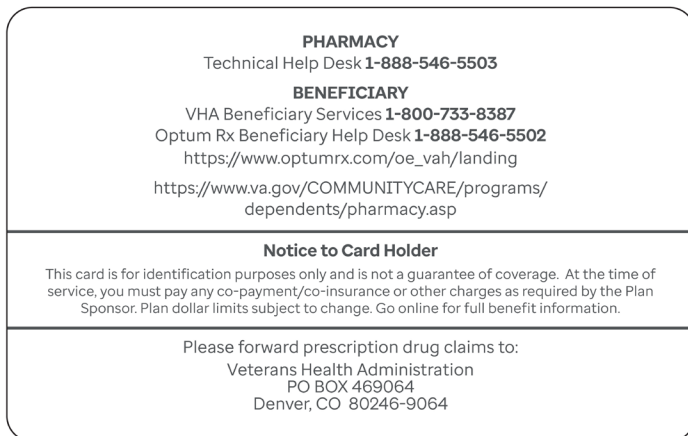 PHARMACY
Technical Help Desk 1-888-546-5503
BENEFICIARY
VHA Beneficiary Services 1-800-733-8387
Optum Rx Beneficiary Help Desk 1-888-546-5502
https://www.optumrx.com/oe_vah/landing
https://www.va.gov/COMMUNITYCARE/programs/
dependents/pharmacy.asp
Notice to Card Holder
This card is for identification purposes only and is not a guarantee of coverage. At the time of
service, you must pay any co-payment/co-insurance or other charges as required by the Plan
Sponsor. Plan dollar limits subject to change. Go online for full benefit information.
Please forward prescription drug claims to:
Veterans Health Administration
PO BOX 469064
Denver, CO 80246-9064